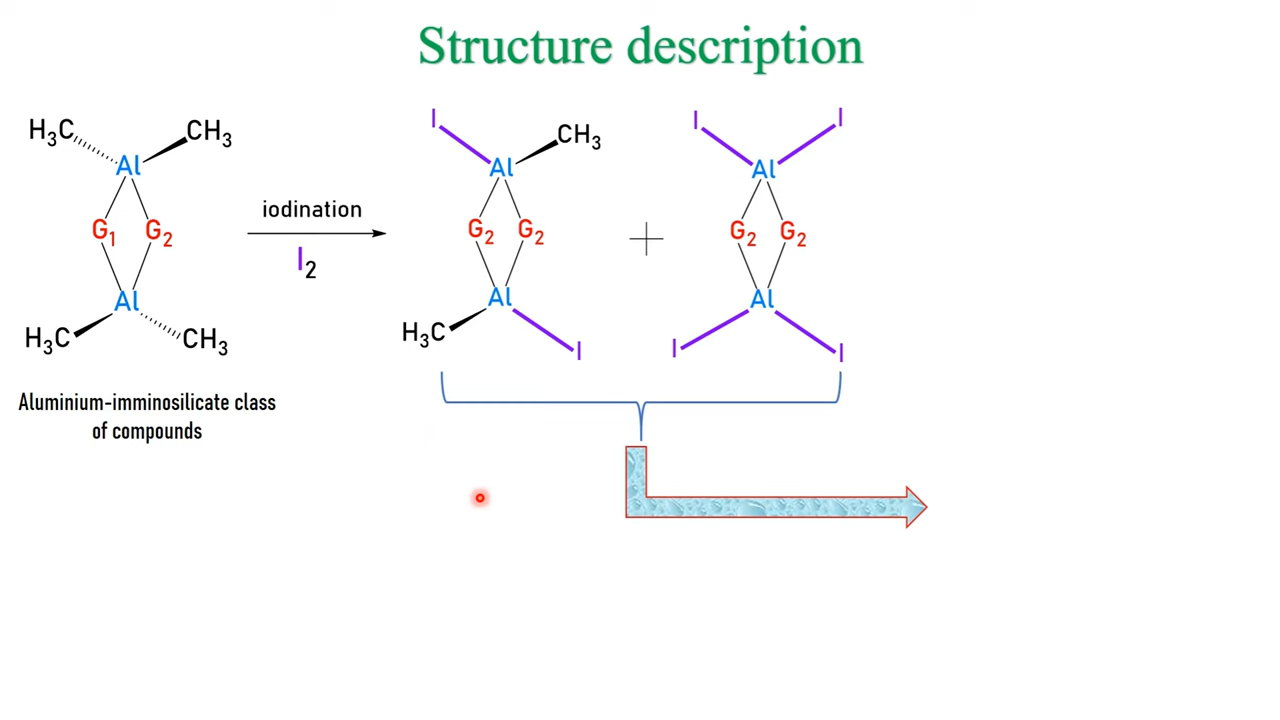 Structure description
H₃C CH₃
Al
G₁ G₂
Al
H₃C CH₃
Aluminium-imminosilicate class
of compounds
iodination
I₂
I CH₃
Al
G₂ G₂
Al
H₃C I
+
I I
Al
G₂ G₂
Al
I I